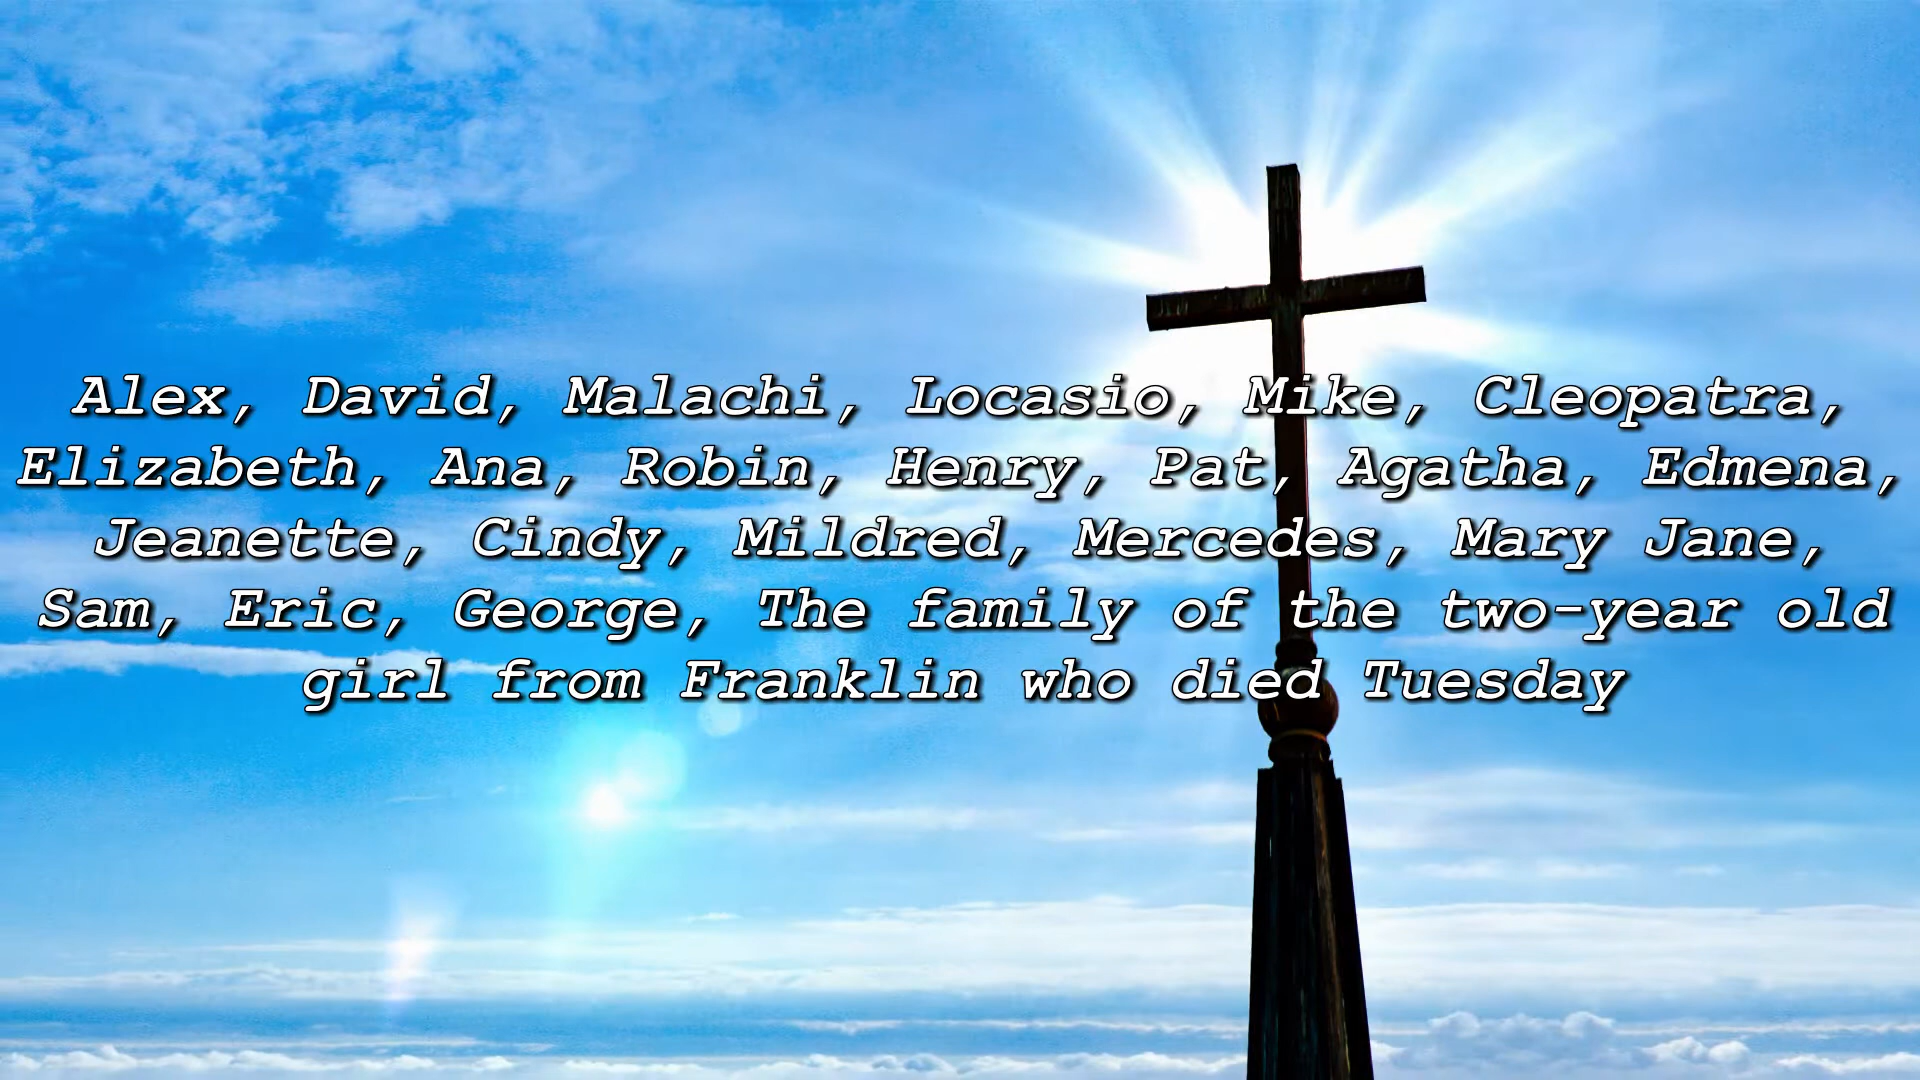 Alex, David, Malachi, Locasio, Mike, Cleopatra,
Elizabeth, Ana, Robin, Henry, Pat, Agatha, Edmena,
Jeanette, Cindy, Mildred, Mercedes, Mary Jane,
Sam, Eric, George, The family of the two-year old
girl from Franklin who died Tuesday